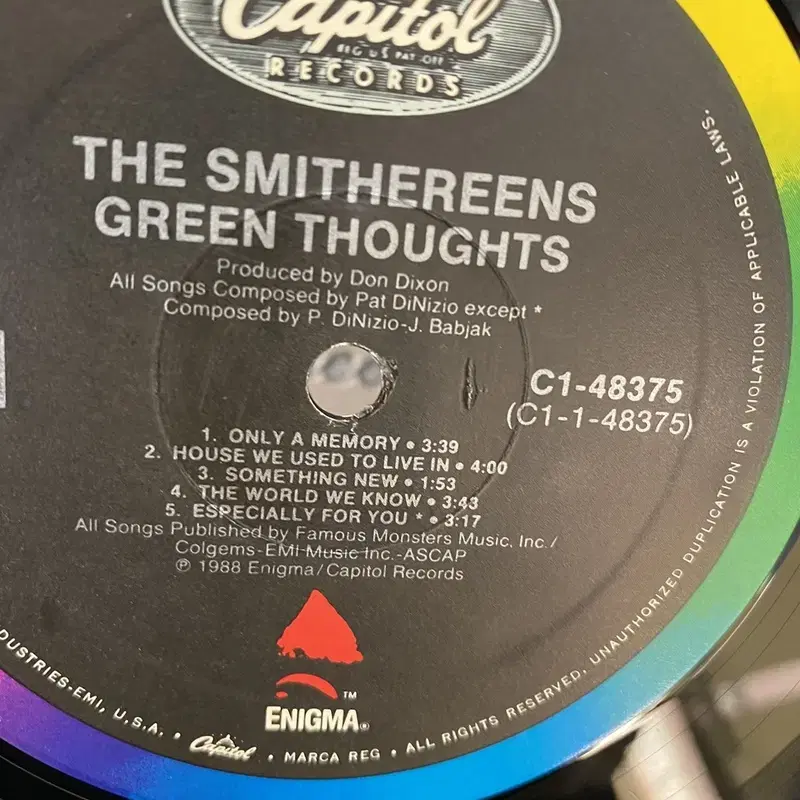 Capitol
REG. U.S. PAT. OFF.
RECORDS
THE SMITHEREENS
GREEN THOUGHTS
Produced by Don Dixon
All Songs Composed by Pat DiNizio except *
Composed by P. DiNizio-J. Babjak
C1-48375
(C1-1-48375)
1. ONLY A MEMORY • 3:39
2. HOUSE WE USED TO LIVE IN • 4:00
3. SOMETHING NEW • 1:53
4. THE WORLD WE KNOW • 3:43
5. ESPECIALLY FOR YOU * • 3:17
All Songs Published by Famous Monsters Music, Inc./
Colgems-EMI Music Inc.-ASCAP
℗ 1988 Enigma/Capitol Records
TM
ENIGMA®
DUSTRIES-EMI, U.S.A. • Capitol • MARCA REG • ALL RIGHTS RESERVED. UNAUTHORIZED DUPLICATION IS A VIOLATION OF APPLICABLE LAWS.